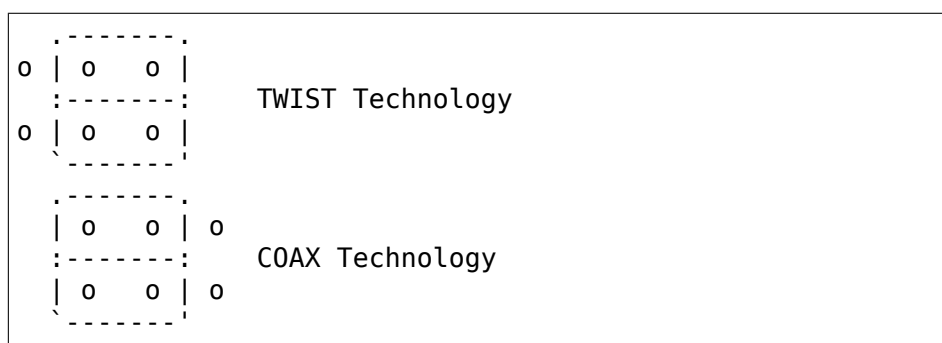 .-------.
o | o   o |
  :-------:    TWIST Technology
o | o   o |
  `-------'
  .-------.
  | o   o | o
  :-------:    COAX Technology
  | o   o | o
  `-------'